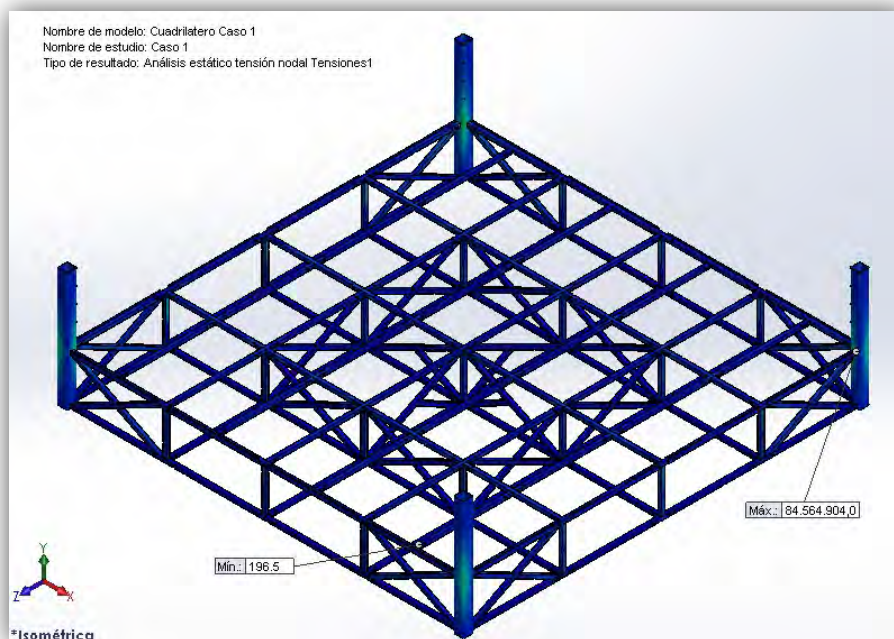 Nombre de modelo: Cuadrilatero Caso 1
Nombre de estudio: Caso 1
Tipo de resultado: Análisis estático tensión nodal Tensiones1
Máx.: 84.564.904,0
Mín.: 196.5
Y
Z X
*Isométrica